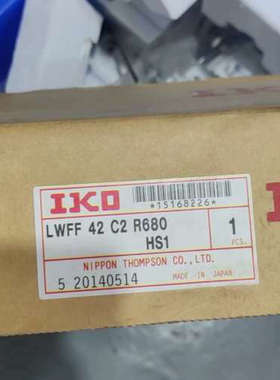 IKO
*15168226*
LWFF 42 C2 R680
HS1
1
PCS.
NIPPON THOMPSON CO., LTD.
5 20140514
MADE IN JAPAN